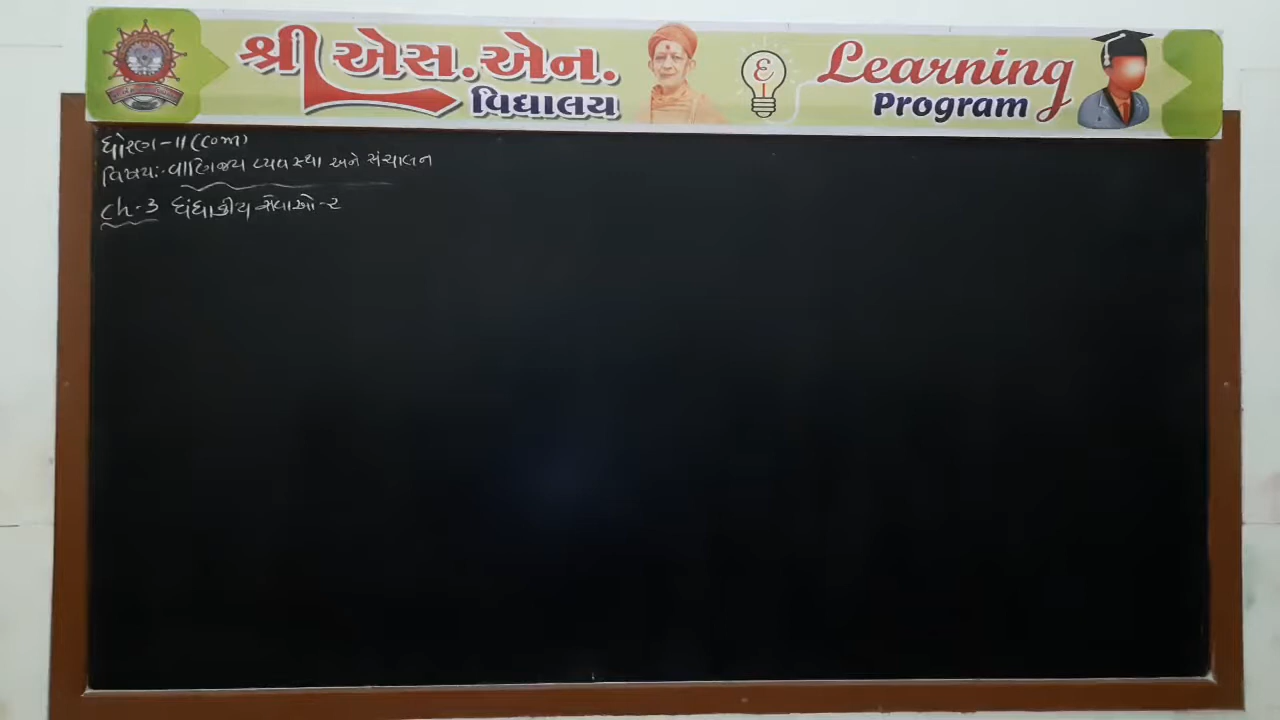 શ્રી એસ.એન.
વિદ્યાલય
Learning
Program
ધોરણ-11 (com)
વિષય:- વાણિજ્ય વ્યવસ્થા અને સંચાલન
Ch-3 ધંધાકીય સેવાઓ-2